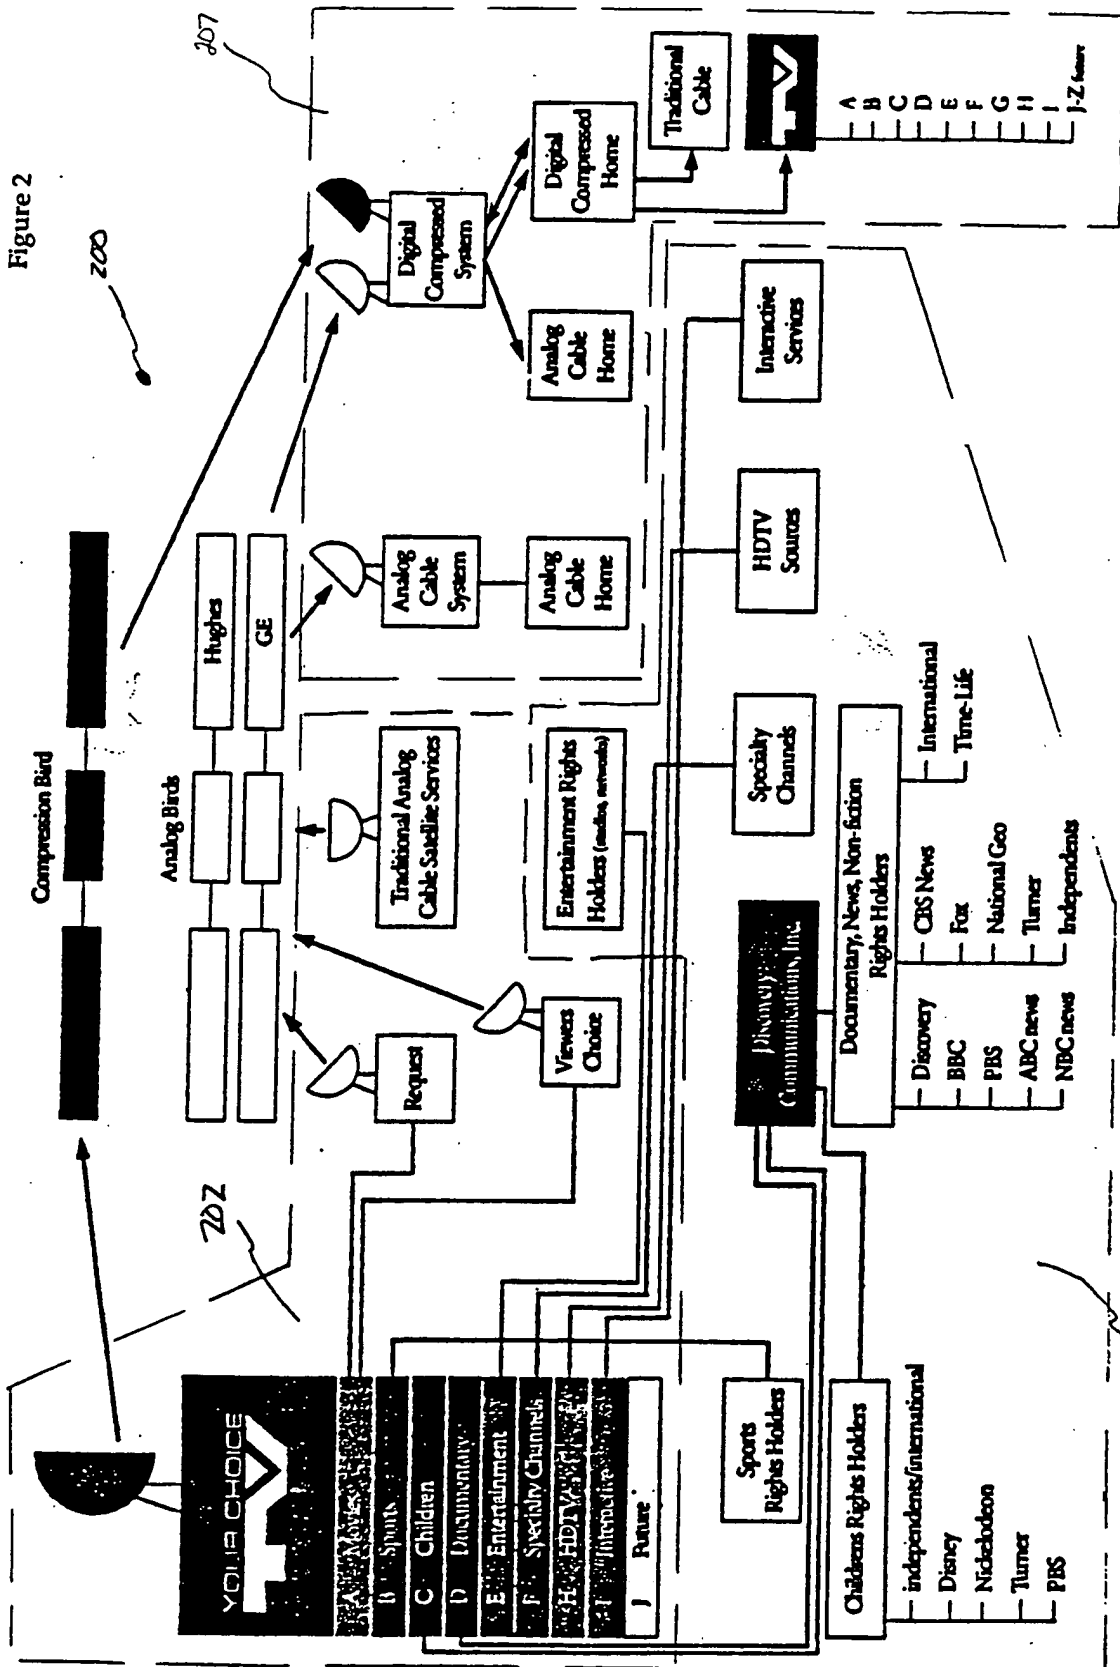 Figure 2
200
207
Compression Bird
Analog Birds
Hughes
GE
202
YOUR CHOICE
TV
A Movies
B Sports
C Children
D Documentary
E Entertainment
F Specialty Channels
H HDTV
I Interactive
J Future
Request
Viewers
Choice
Traditional Analog
Cable Satellite Services
Entertainment Rights
Holders (studios, networks)
Analog
Cable
System
Analog
Cable
Home
Digital
Compressed
System
Analog
Cable
Home
Digital
Compressed
Home
Traditional
Cable
TV
A
B
C
D
E
F
G
H
I
J-Z future
Sports
Rights Holders
Childrens Rights Holders
independents/international
Disney
Nickelodeon
Turner
PBS
Discovery
Communications, Inc.
Documentary, News, Non-fiction
Rights Holders
Discovery
BBC
PBS
ABC news
NBC news
CBS News
Fox
National Geo
Turner
Independents
International
Time-Life
Specialty
Channels
HDTV
Sources
Interactive
Services